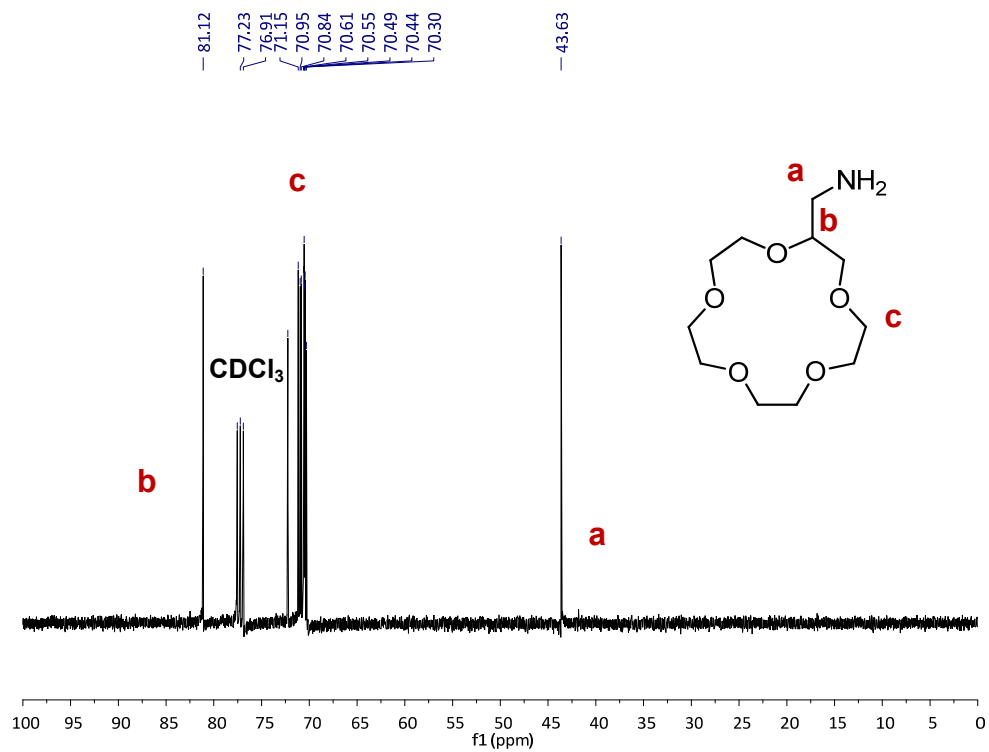 81.12
77.23
76.91
71.15
70.95
70.84
70.61
70.55
70.49
70.44
70.30
43.63
a
NH2
c
b
O
O
O
c
CDCl3
O
O
b
a
100 95 90 85 80 75 70 65 60 55 50 45 40 35 30 25 20 15 10 5 0
f1 (ppm)